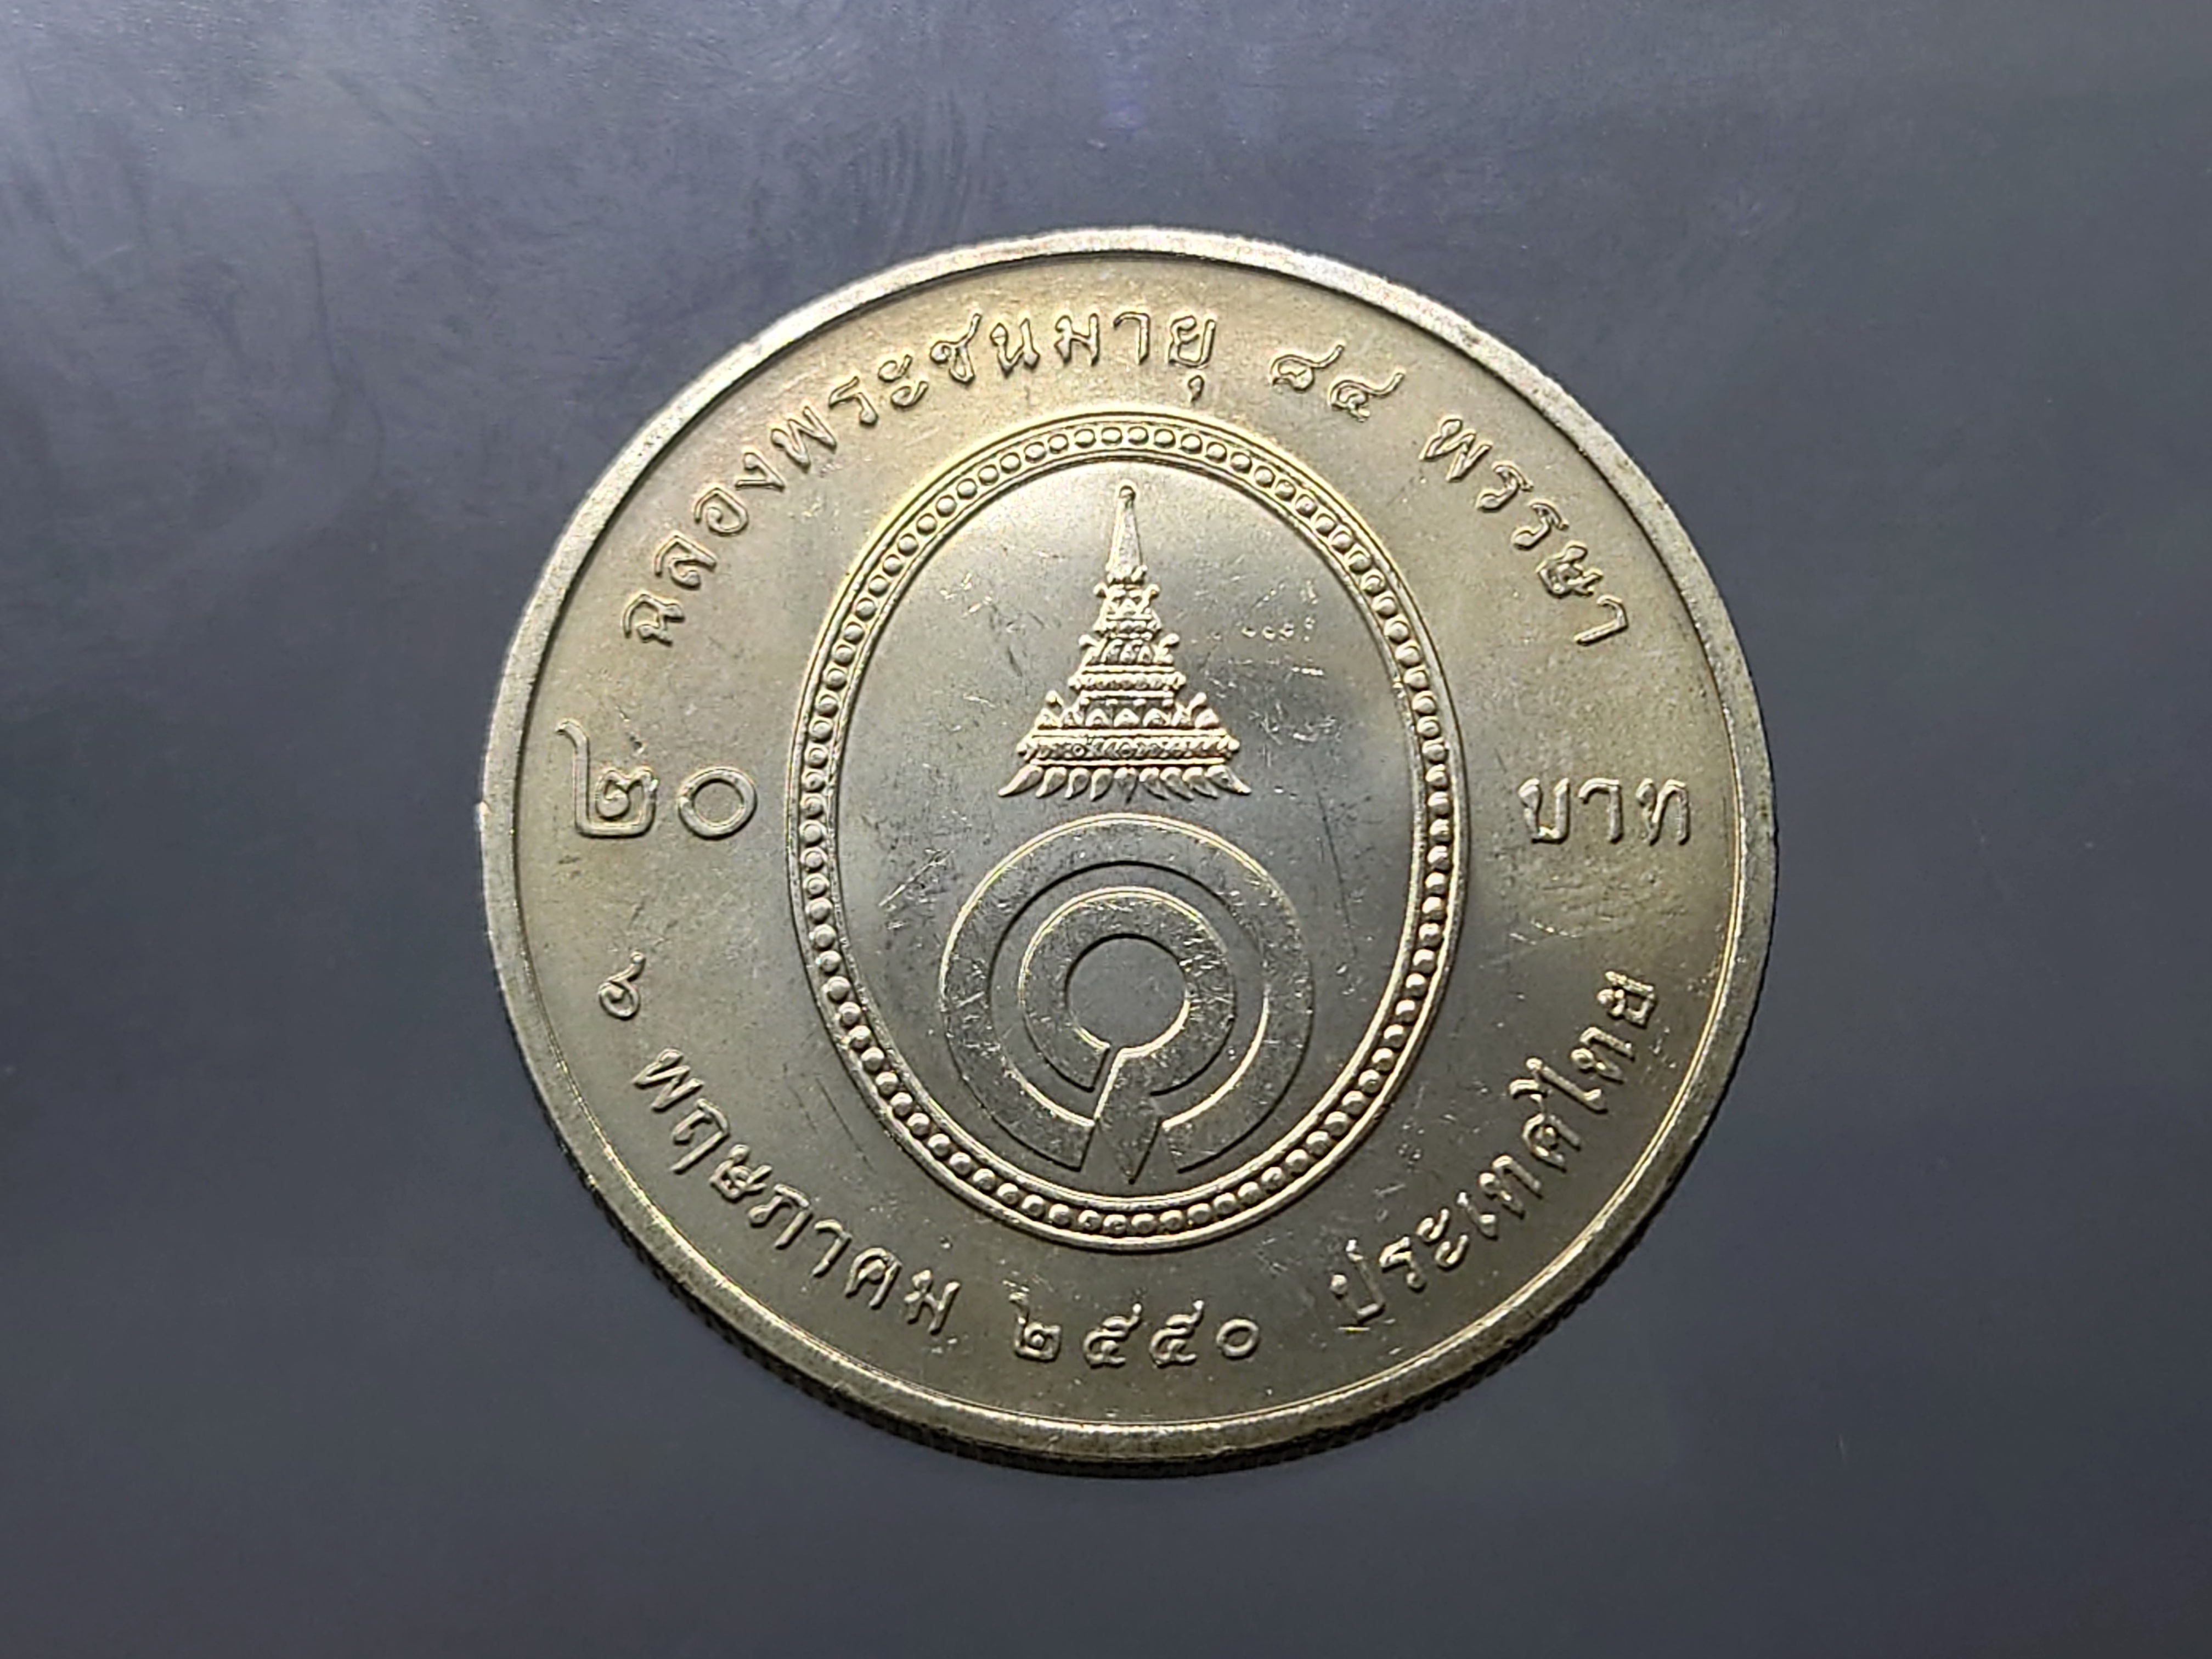 ฉลองพระชนมายุ ๘๔ พรรษา
๒๐ บาท
๖ พฤษภาคม ๒๕๕๐ ประเทศไทย